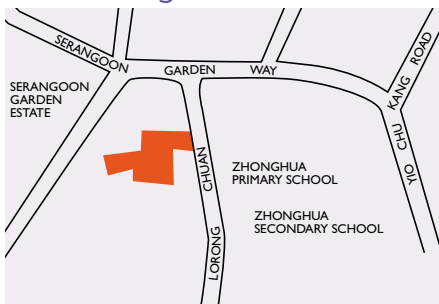 SERANGOON GARDEN WAY
SERANGOON
GARDEN
ESTATE
YIO CHU KANG ROAD
LORONG CHUAN
ZHONGHUA
PRIMARY SCHOOL
ZHONGHUA
SECONDARY SCHOOL